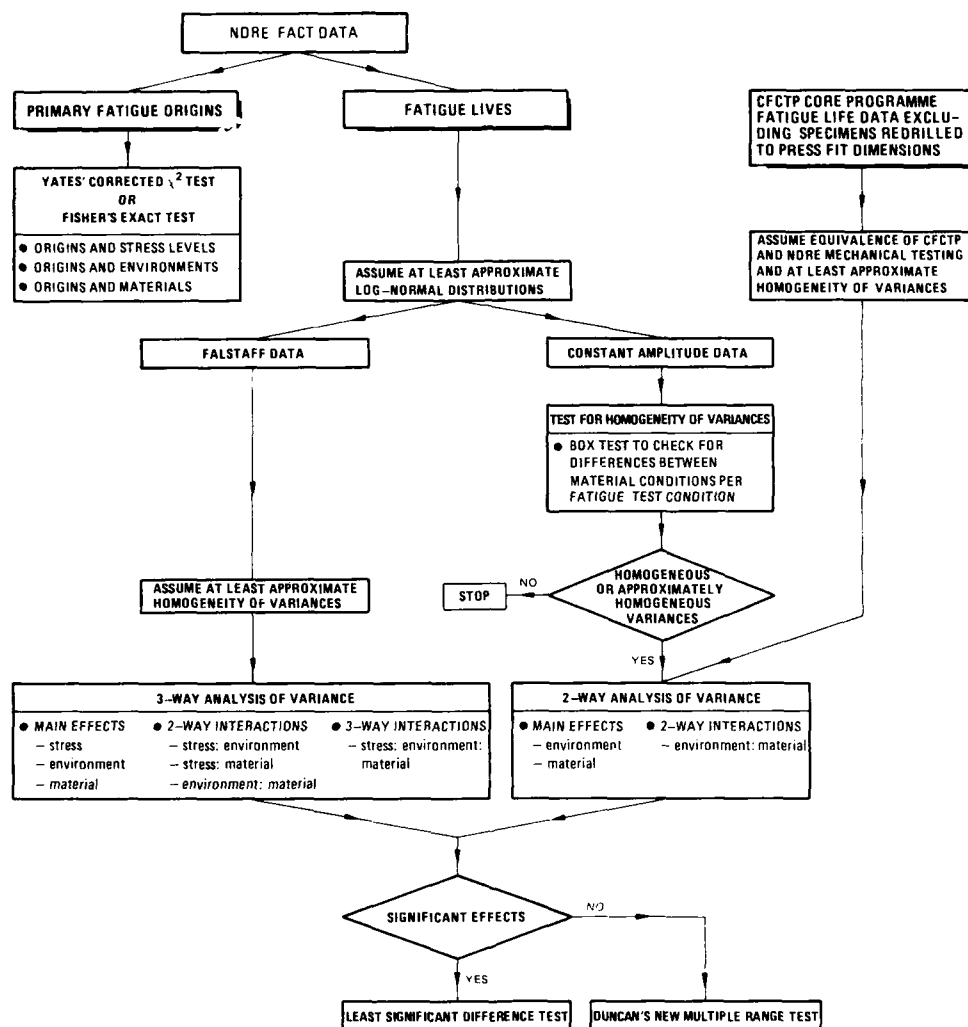 NDRE FACT DATA
PRIMARY FATIGUE ORIGINS
FATIGUE LIVES
CFCTP CORE PROGRAMME
FATIGUE LIFE DATA EXCLU-
DING SPECIMENS REDRILLED
TO PRESS FIT DIMENSIONS
YATES' CORRECTED χ2 TEST
OR
FISHER'S EXACT TEST
● ORIGINS AND STRESS LEVELS
● ORIGINS AND ENVIRONMENTS
● ORIGINS AND MATERIALS
ASSUME AT LEAST APPROXIMATE
LOG–NORMAL DISTRIBUTIONS
ASSUME EQUIVALENCE OF CFCTP
AND NDRE MECHANICAL TESTING
AND AT LEAST APPROXIMATE
HOMOGENEITY OF VARIANCES
FALSTAFF DATA
CONSTANT AMPLITUDE DATA
TEST FOR HOMOGENEITY OF VARIANCES
● BOX TEST TO CHECK FOR
DIFFERENCES BETWEEN
MATERIAL CONDITIONS PER
FATIGUE TEST CONDITION
ASSUME AT LEAST APPROXIMATE
HOMOGENEITY OF VARIANCES
STOP
NO
HOMOGENEOUS
OR APPROXIMATELY
HOMOGENEOUS
VARIANCES
YES
3–WAY ANALYSIS OF VARIANCE
● MAIN EFFECTS
– stress
– environment
– material
● 2–WAY INTERACTIONS
– stress: environment
– stress: material
– environment: material
● 3–WAY INTERACTIONS
– stress: environment:
material
2–WAY ANALYSIS OF VARIANCE
● MAIN EFFECTS
– environment
– material
● 2–WAY INTERACTIONS
– environment: material
SIGNIFICANT EFFECTS
NO
YES
LEAST SIGNIFICANT DIFFERENCE TEST
DUNCAN'S NEW MULTIPLE RANGE TEST